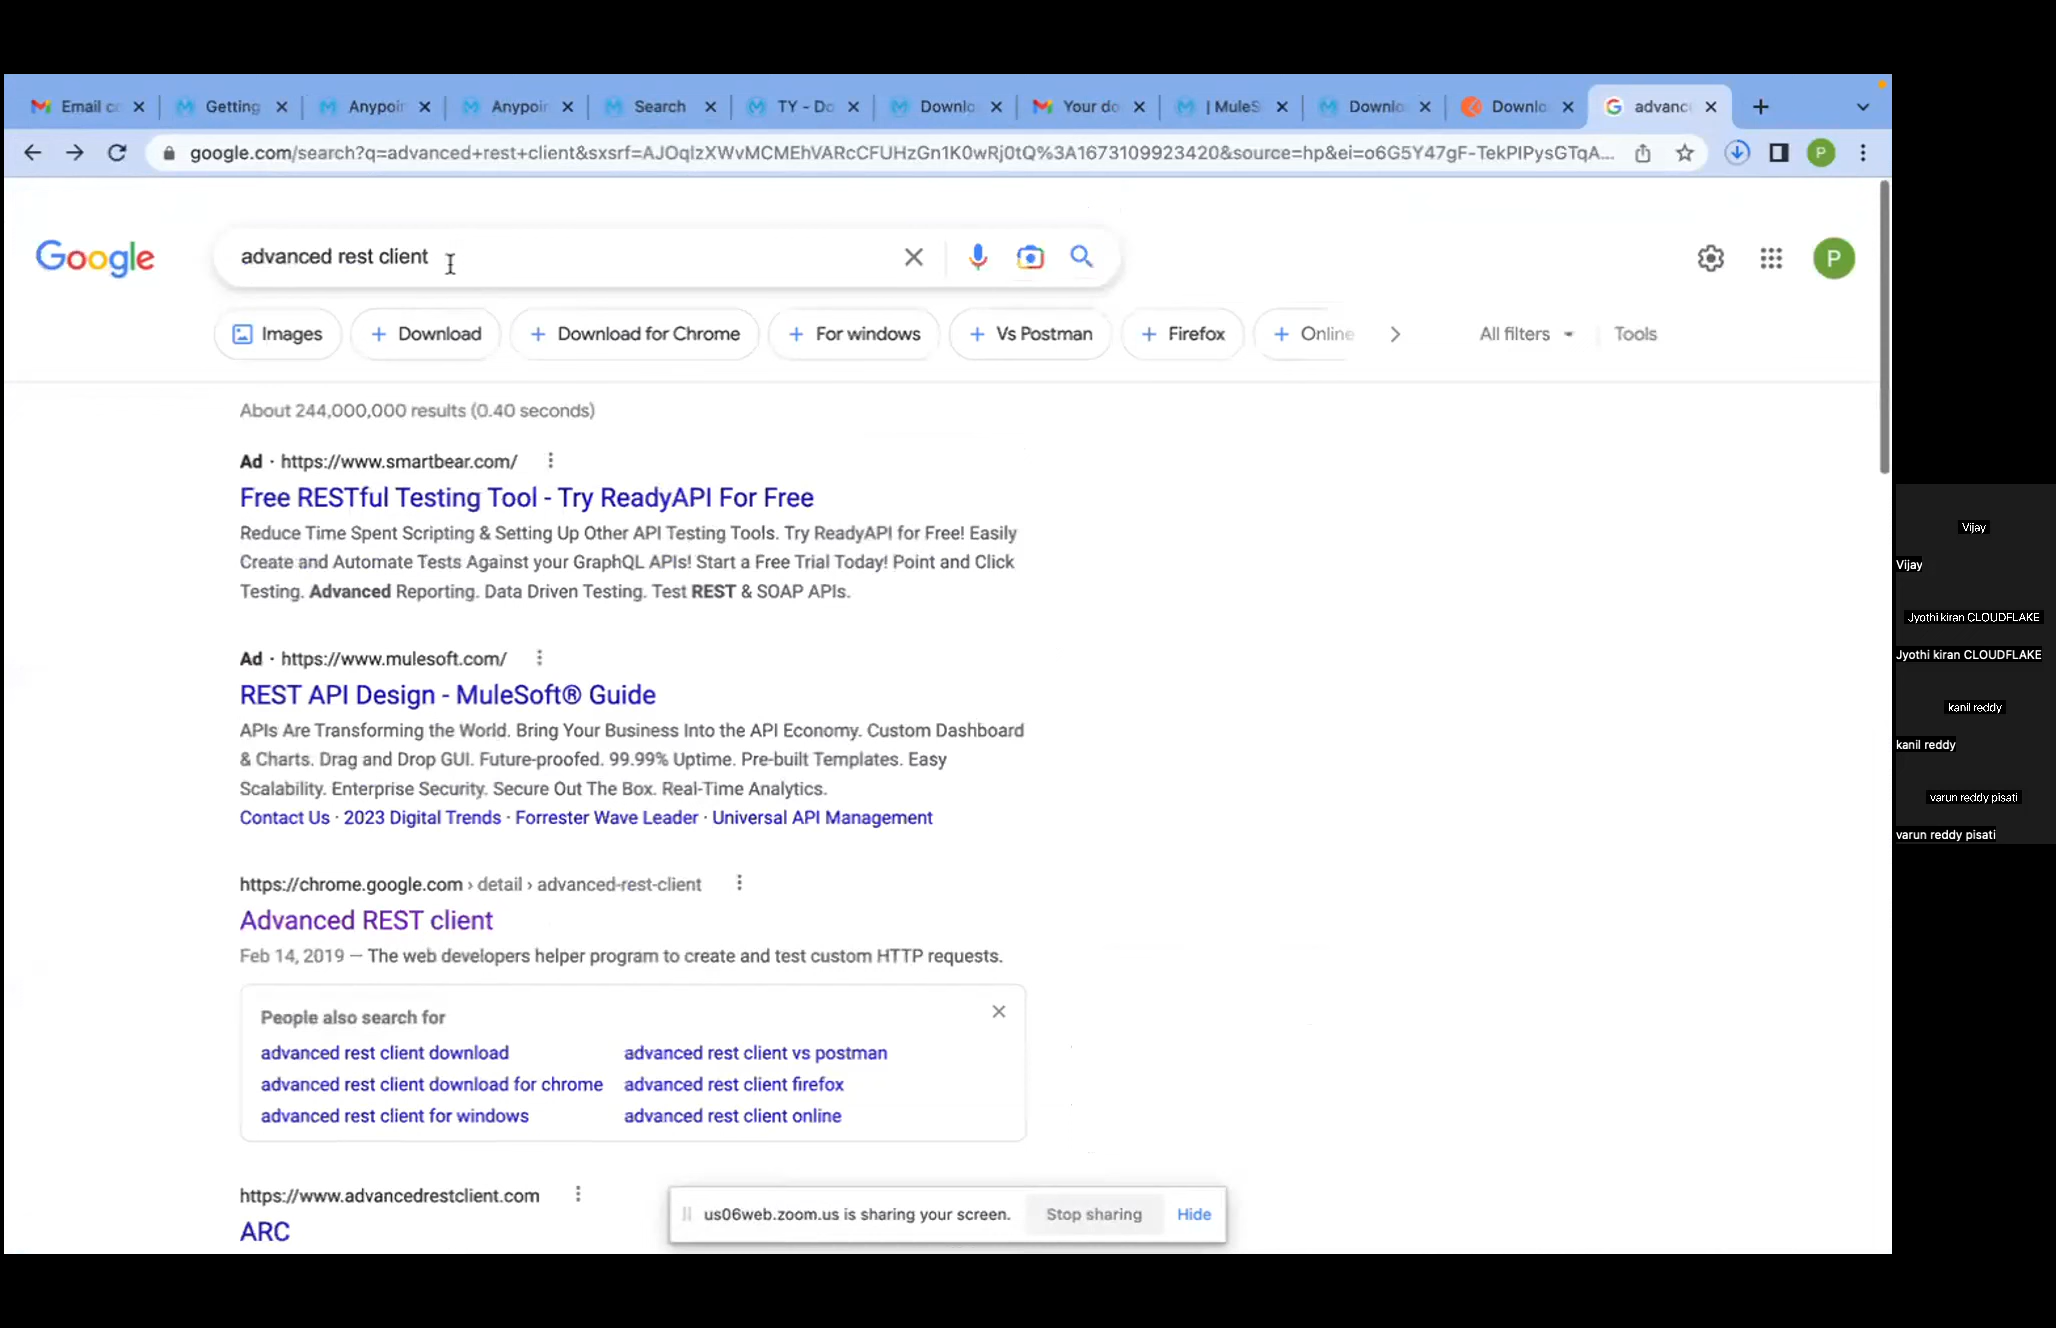 Email c
Getting
Anypoin
Anypoin
Search
TY - Do
Downlo
Your do
| MuleS
Downlo
Downlo
advanc
google.com/search?q=advanced+rest+client&sxsrf=AJOqlzXWvMCMEhVARcCFUHzGn1K0wRj0tQ%3A1673109923420&source=hp&ei=o6G5Y47gF-TekPIPysGTqA...
P
Google
advanced rest client
P
Images
Download
Download for Chrome
For windows
Vs Postman
Firefox
Online
All filters
Tools
About 244,000,000 results (0.40 seconds)
Ad · https://www.smartbear.com/
Free RESTful Testing Tool - Try ReadyAPI For Free
Reduce Time Spent Scripting & Setting Up Other API Testing Tools. Try ReadyAPI for Free! Easily
Create and Automate Tests Against your GraphQL APIs! Start a Free Trial Today! Point and Click
Testing. Advanced Reporting. Data Driven Testing. Test REST & SOAP APIs.
Ad · https://www.mulesoft.com/
REST API Design - MuleSoft® Guide
APIs Are Transforming the World. Bring Your Business Into the API Economy. Custom Dashboard
& Charts. Drag and Drop GUI. Future-proofed. 99.99% Uptime. Pre-built Templates. Easy
Scalability. Enterprise Security. Secure Out The Box. Real-Time Analytics.
Contact Us · 2023 Digital Trends · Forrester Wave Leader · Universal API Management
https://chrome.google.com › detail › advanced-rest-client
Advanced REST client
Feb 14, 2019 — The web developers helper program to create and test custom HTTP requests.
People also search for
advanced rest client download
advanced rest client vs postman
advanced rest client download for chrome
advanced rest client firefox
advanced rest client for windows
advanced rest client online
https://www.advancedrestclient.com
ARC
us06web.zoom.us is sharing your screen.
Stop sharing
Hide
Vijay
Vijay
Jyothi kiran CLOUDFLAKE
Jyothi kiran CLOUDFLAKE
kanil reddy
kanil reddy
varun reddy pisati
varun reddy pisati